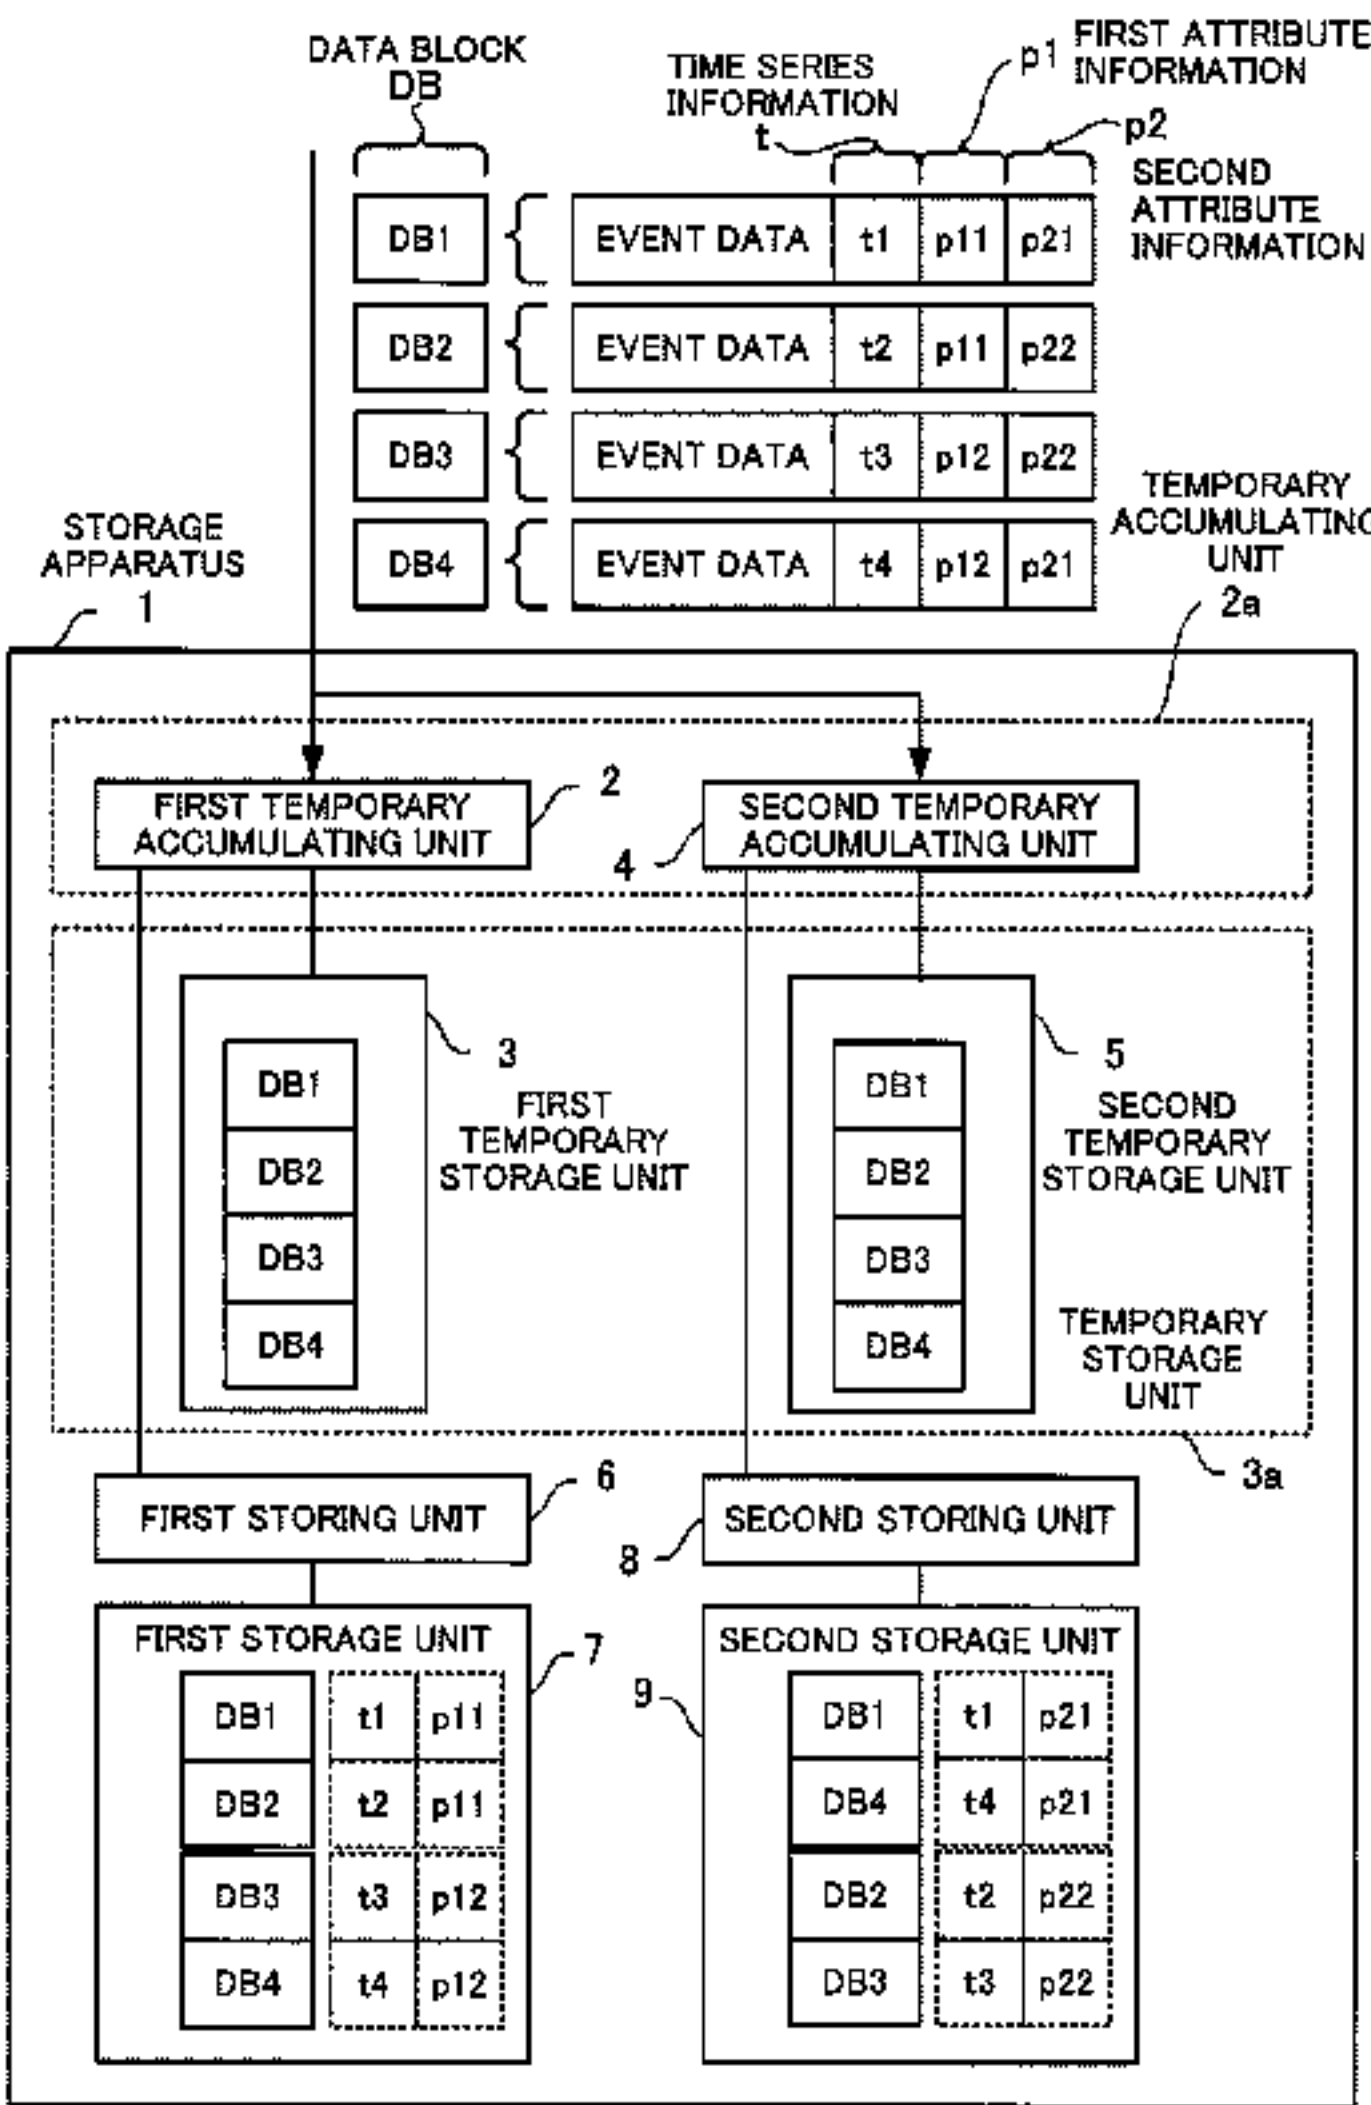 DATA BLOCK
DB
TIME SERIES
INFORMATION
t
p1
FIRST ATTRIBUTE
INFORMATION
p2
SECOND
ATTRIBUTE
INFORMATION
DB1 EVENT DATA t1 p11 p21
DB2 EVENT DATA t2 p11 p22
DB3 EVENT DATA t3 p12 p22
DB4 EVENT DATA t4 p12 p21
STORAGE
APPARATUS
1
TEMPORARY
ACCUMULATING
UNIT
2a
FIRST TEMPORARY
ACCUMULATING UNIT
2
SECOND TEMPORARY
ACCUMULATING UNIT
4
DB1
DB2
DB3
DB4
3
FIRST
TEMPORARY
STORAGE UNIT
DB1
DB2
DB3
DB4
5
SECOND
TEMPORARY
STORAGE UNIT
TEMPORARY
STORAGE
UNIT
3a
FIRST STORING UNIT
6
SECOND STORING UNIT
8
FIRST STORAGE UNIT
7
DB1 t1 p11
DB2 t2 p11
DB3 t3 p12
DB4 t4 p12
SECOND STORAGE UNIT
9
DB1 t1 p21
DB4 t4 p21
DB2 t2 p22
DB3 t3 p22